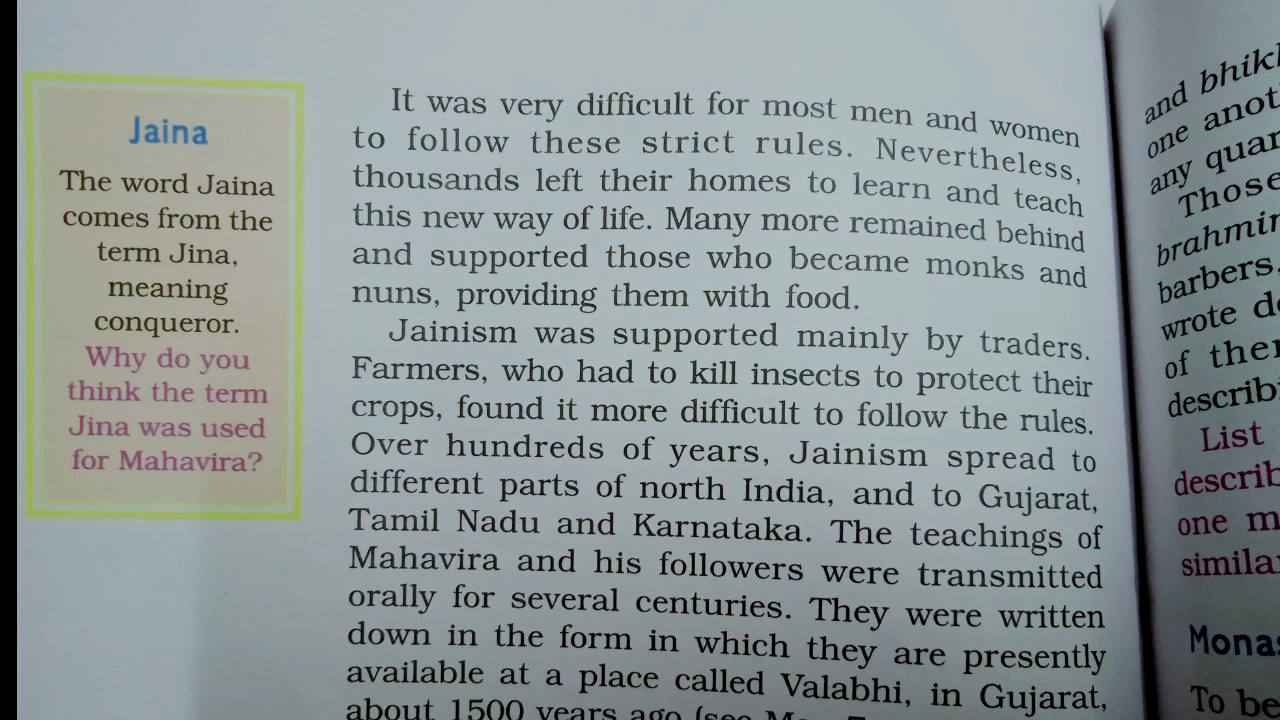 Jaina
The word Jaina
comes from the
term Jina,
meaning
conqueror.
Why do you
think the term
Jina was used
for Mahavira?
It was very difficult for most men and women
to follow these strict rules. Nevertheless,
thousands left their homes to learn and teach
this new way of life. Many more remained behind
and supported those who became monks and
nuns, providing them with food.
Jainism was supported mainly by traders.
Farmers, who had to kill insects to protect their
crops, found it more difficult to follow the rules.
Over hundreds of years, Jainism spread to
different parts of north India, and to Gujarat,
Tamil Nadu and Karnataka. The teachings of
Mahavira and his followers were transmitted
orally for several centuries. They were written
down in the form in which they are presently
available at a place called Valabhi, in Gujarat,
about 1500 years ago (see
and
one
any
Those
barbers,
wrote
of
List
one
To be